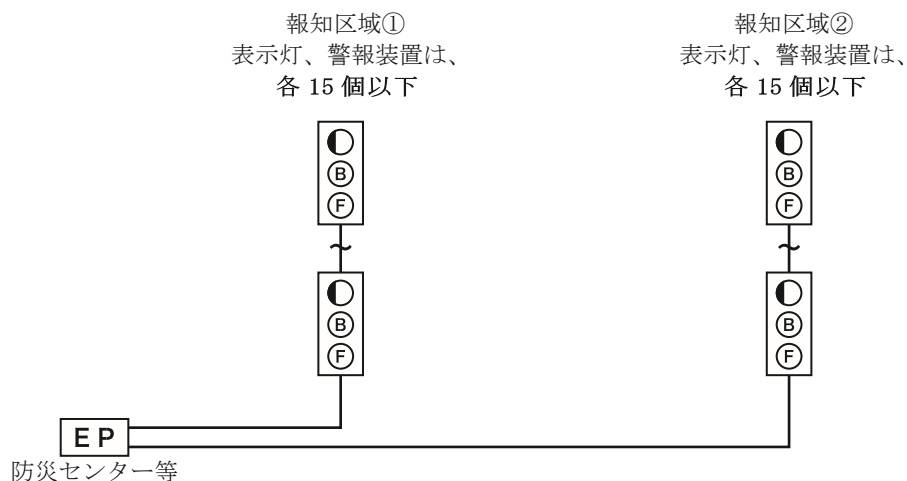 報知区域①
表示灯、警報装置は、
各 15 個以下
報知区域②
表示灯、警報装置は、
各 15 個以下
B
F
B
F
B
F
B
F
EP
防災センター等